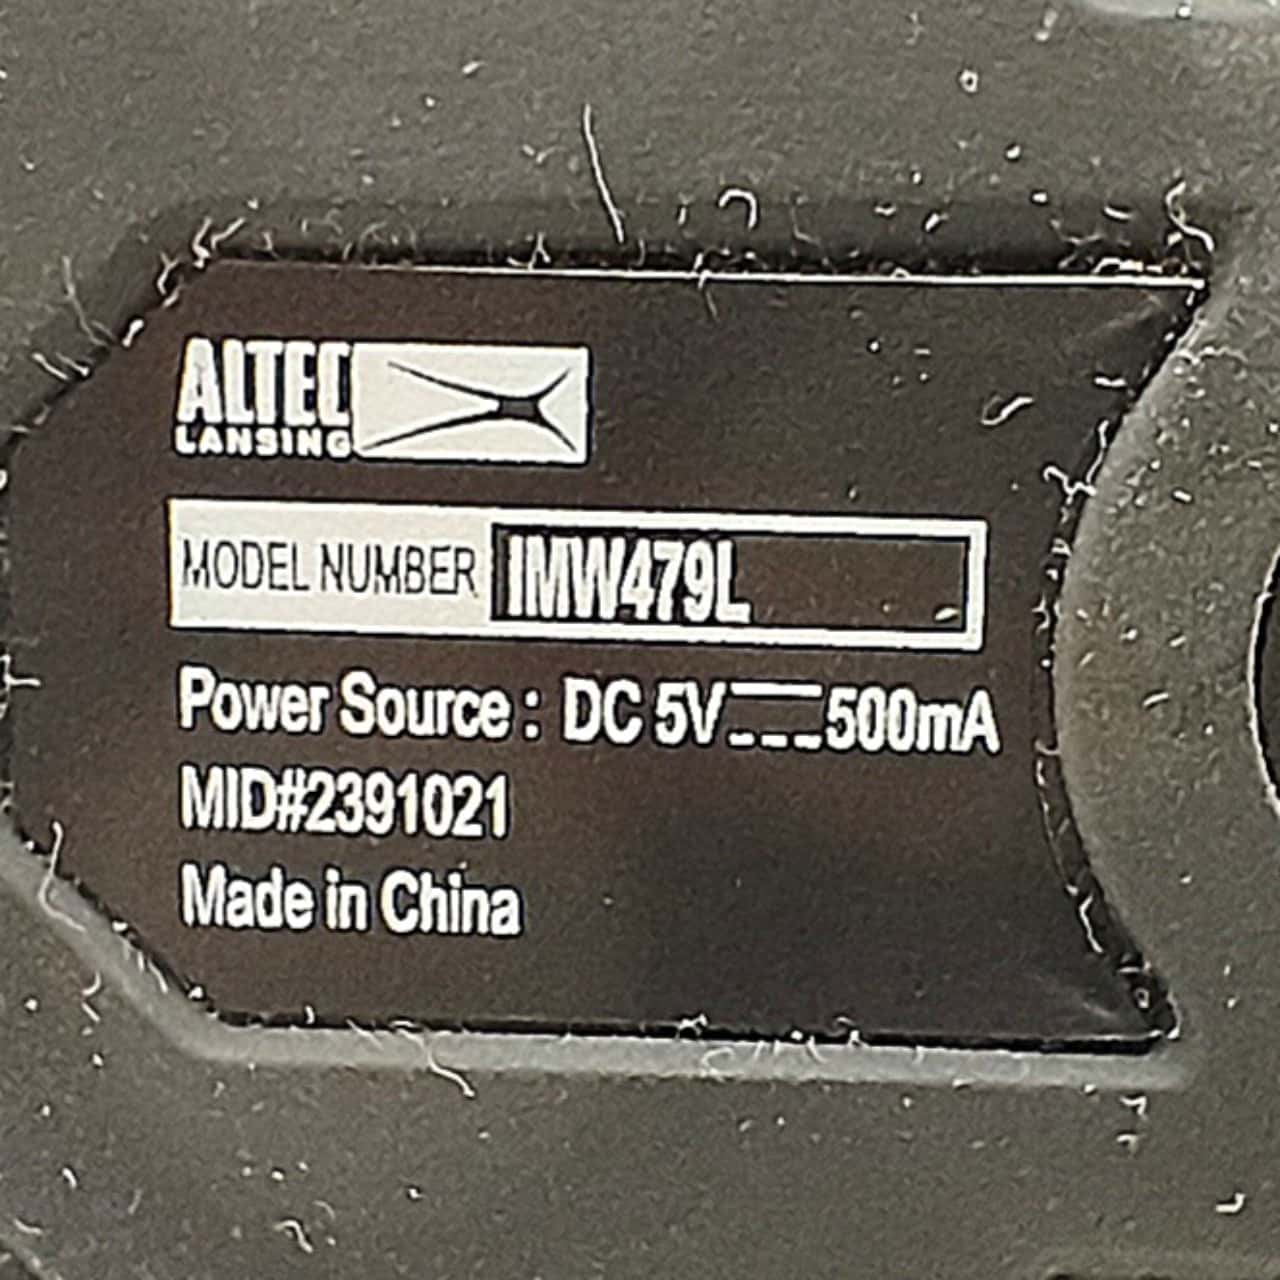 ALTEC
LANSING
MODEL NUMBER IMW479L
Power Source : DC 5V⎓500mA
MID#2391021
Made in China